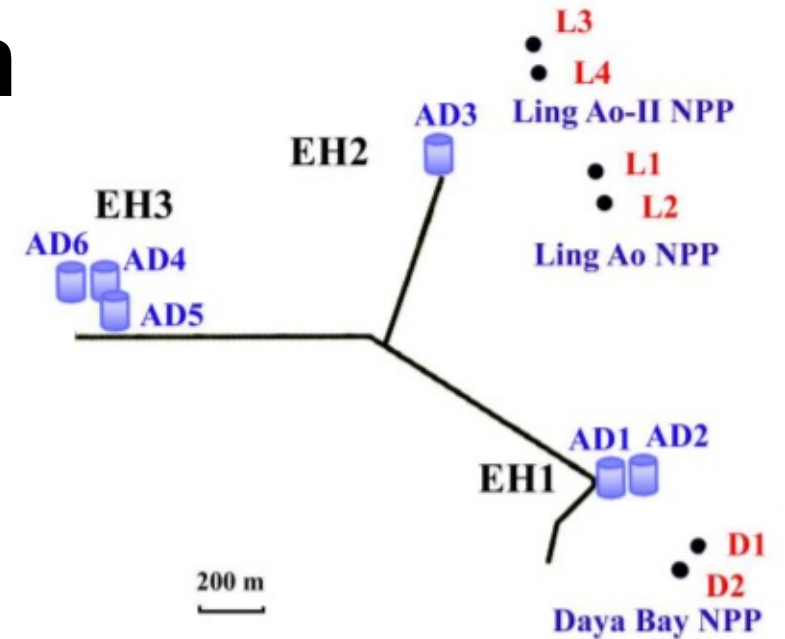 n
L3
L4
Ling Ao-II NPP
AD3
EH2
L1
L2
Ling Ao NPP
EH3
AD6
AD4
AD5
AD1 AD2
EH1
D1
D2
Daya Bay NPP
200 m